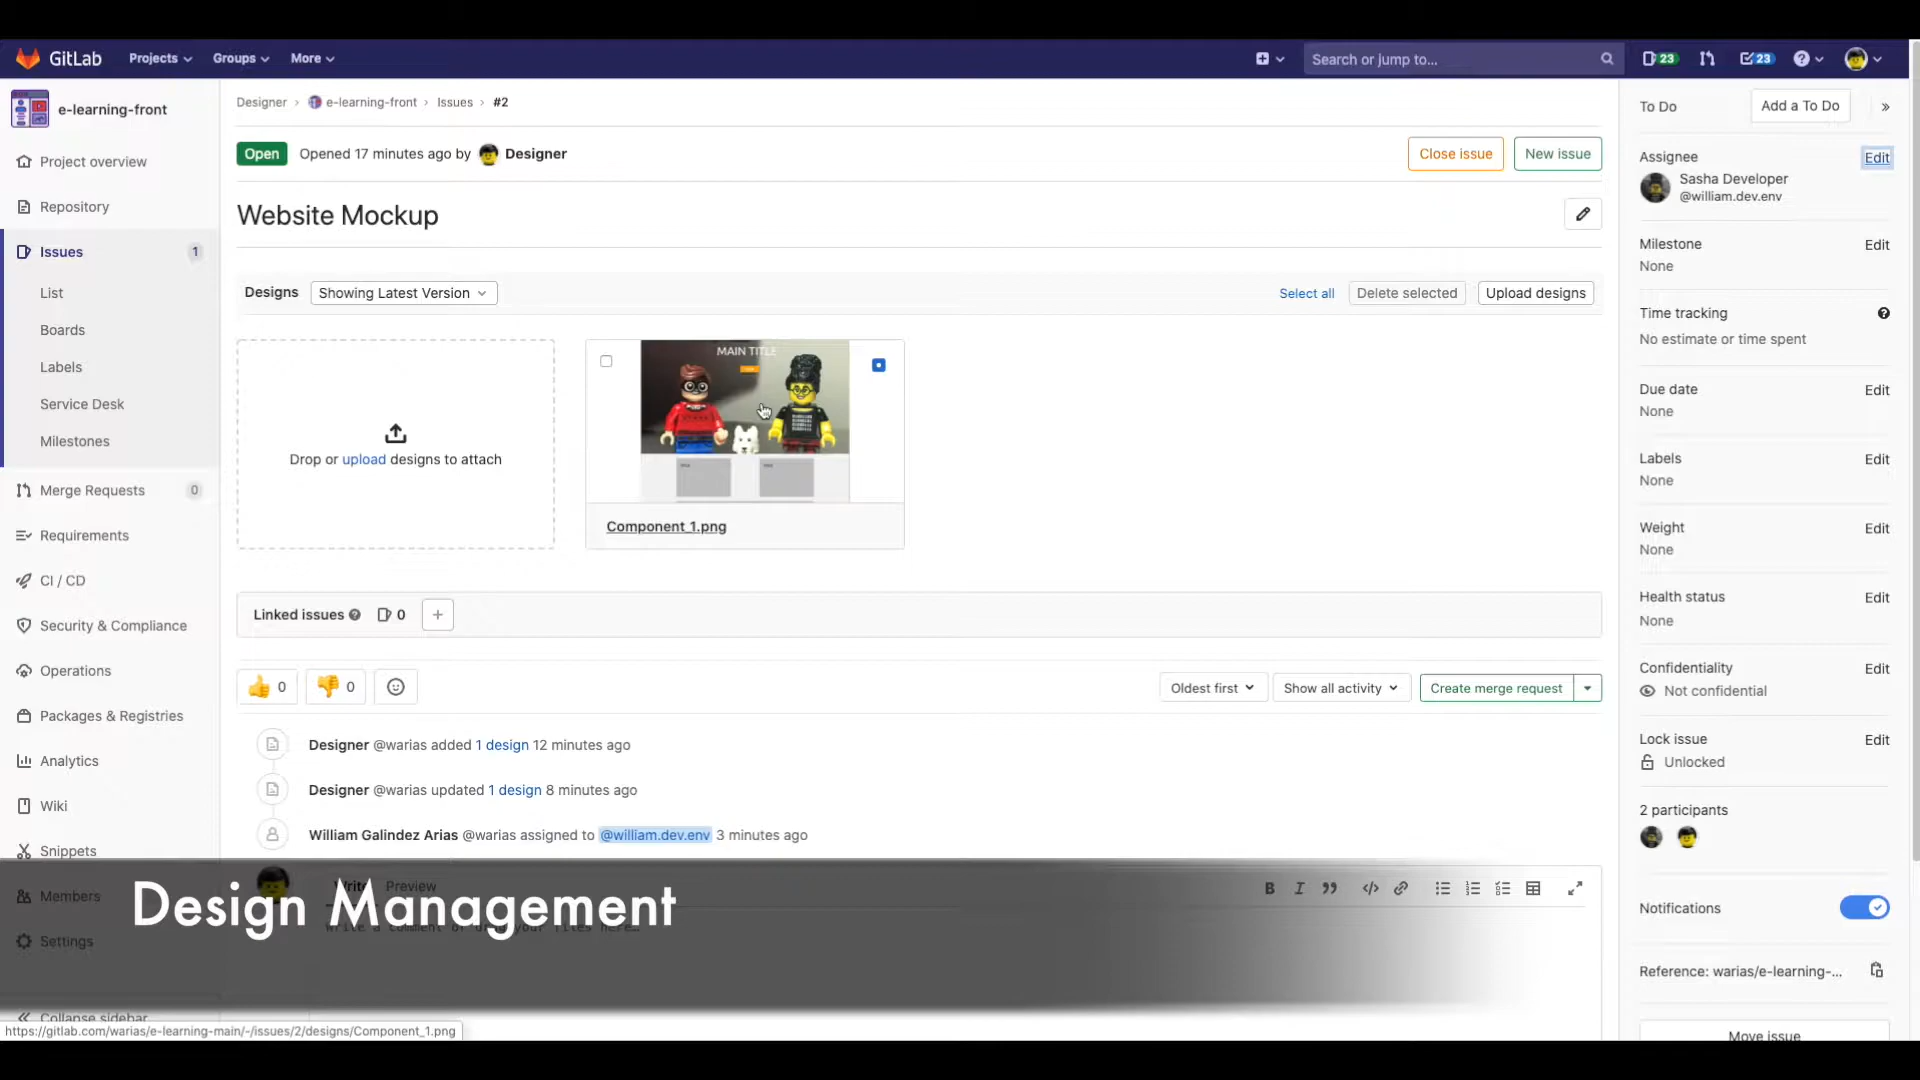 GitLab Projects Groups More Search or jump to... 23 23
e-learning-front
Project overview
Repository
Issues 1
List
Boards
Labels
Service Desk
Milestones
Merge Requests 0
Requirements
CI / CD
Security & Compliance
Operations
Packages & Registries
Analytics
Wiki
Snippets
Members
Settings
Collapse sidebar
Designer › e-learning-front › Issues › #2
Open Opened 17 minutes ago by Designer Close issue New issue
Website Mockup
Designs Showing Latest Version Select all Delete selected Upload designs
Drop or upload designs to attach
MAIN TITLE
Component_1.png
Linked issues 0
0 0 Oldest first Show all activity Create merge request
Designer @warias added 1 design 12 minutes ago
Designer @warias updated 1 design 8 minutes ago
William Galindez Arias @warias assigned to @william.dev.env 3 minutes ago
Write Preview
Write a comment or drag your files here…
Design Management
https://gitlab.com/warias/e-learning-main/-/issues/2/designs/Component_1.png
To Do Add a To Do
Assignee Edit
Sasha Developer
@william.dev.env
Milestone Edit
None
Time tracking
No estimate or time spent
Due date Edit
None
Labels Edit
None
Weight Edit
None
Health status Edit
None
Confidentiality Edit
Not confidential
Lock issue Edit
Unlocked
2 participants
Notifications
Reference: warias/e-learning-...
Move issue